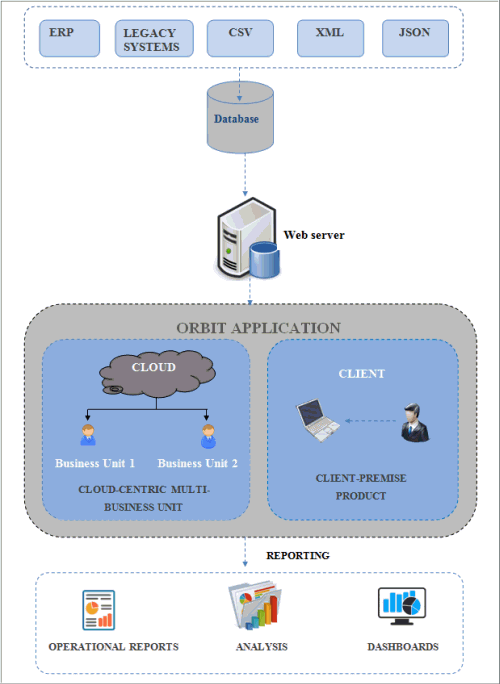 ERP
LEGACY
SYSTEMS
CSV
XML
JSON
Database
Web server
ORBIT APPLICATION
CLOUD
Business Unit 1
Business Unit 2
CLOUD-CENTRIC MULTI-
BUSINESS UNIT
CLIENT
CLIENT-PREMISE
PRODUCT
REPORTING
OPERATIONAL REPORTS
ANALYSIS
DASHBOARDS